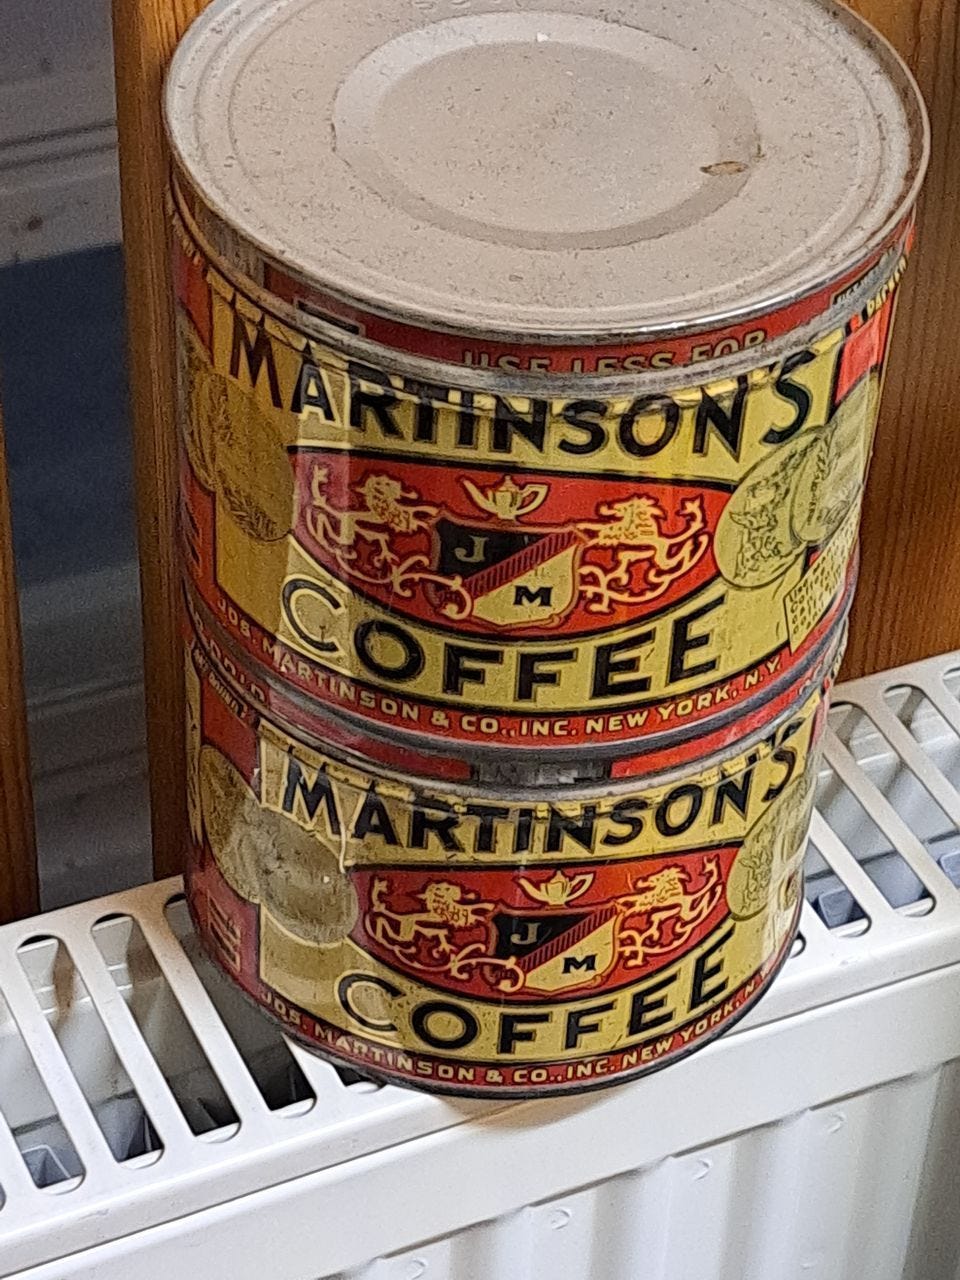 USE LESS FOR
MARTINSON'S
J
M
COFFEE
JOS. MARTINSON & CO., INC. NEW YORK, N.Y.
MARTINSON'S
J
M
COFFEE
JOS. MARTINSON & CO., INC. NEW YORK, N.